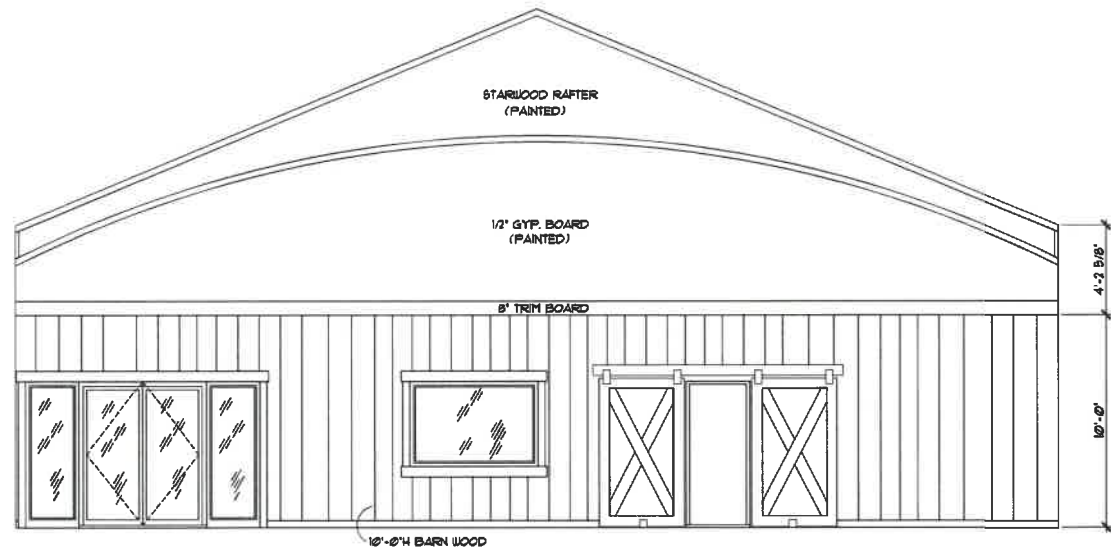 STARWOOD RAFTER
(PAINTED)
1/2" GYP. BOARD
(PAINTED)
4'-2 5/8"
8" TRIM BOARD
10'-0"
10'-0"H BARN WOOD